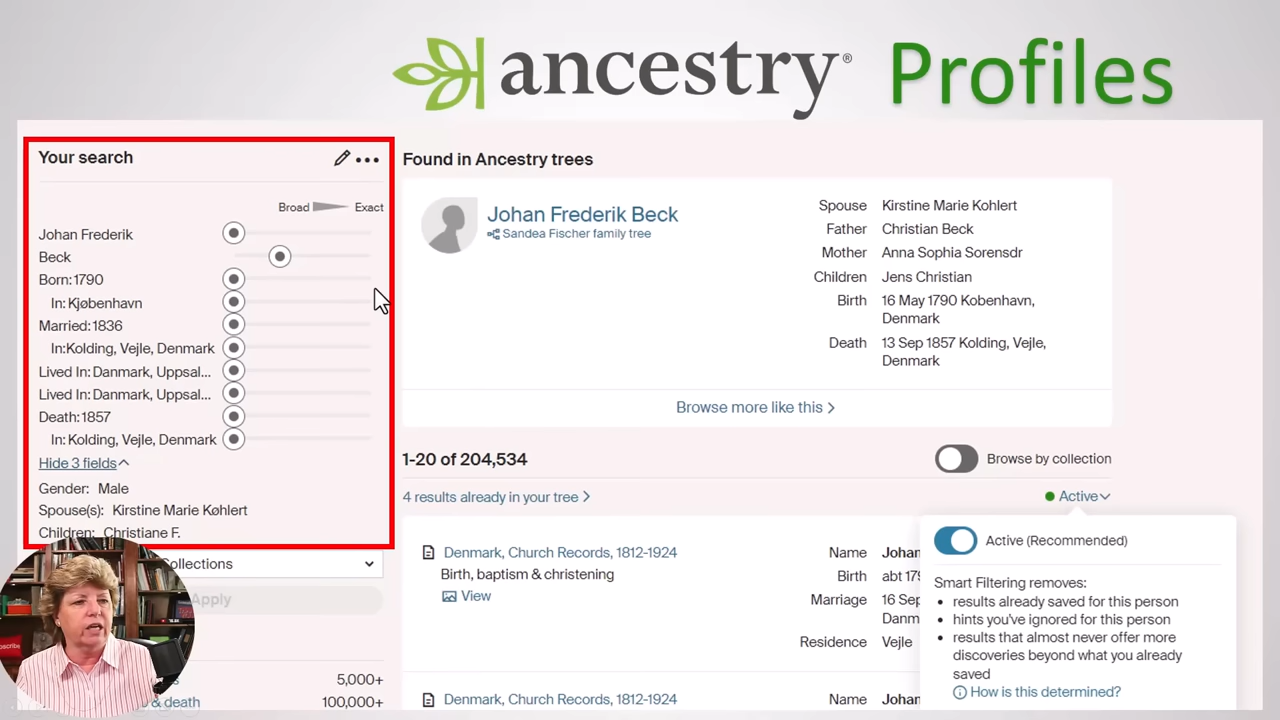 ancestry® Profiles
Your search
Broad Exact
Johan Frederik
Beck
Born: 1790
In: Kjøbenhavn
Married: 1836
In: Kolding, Vejle, Denmark
Lived In: Danmark, Uppsal...
Lived In: Danmark, Uppsal...
Death: 1857
In: Kolding, Vejle, Denmark
Hide 3 fields
Gender: Male
Spouse(s): Kirstine Marie Køhlert
Children: Christiane F.
Collections
Apply
5,000+
& death 100,000+
Found in Ancestry trees
Johan Frederik Beck
Sandea Fischer family tree
Spouse Kirstine Marie Kohlert
Father Christian Beck
Mother Anna Sophia Sorensdr
Children Jens Christian
Birth 16 May 1790 Kobenhavn,
Denmark
Death 13 Sep 1857 Kolding, Vejle,
Denmark
Browse more like this
1-20 of 204,534
Browse by collection
4 results already in your tree
Active
Denmark, Church Records, 1812-1924
Birth, baptism & christening
View
Name Johan
Birth abt 179
Marriage 16 Sep
Denm
Residence Vejle
Active (Recommended)
Smart Filtering removes:
• results already saved for this person
• hints you've ignored for this person
• results that almost never offer more
discoveries beyond what you already
saved
How is this determined?
Denmark, Church Records, 1812-1924
Name Johan